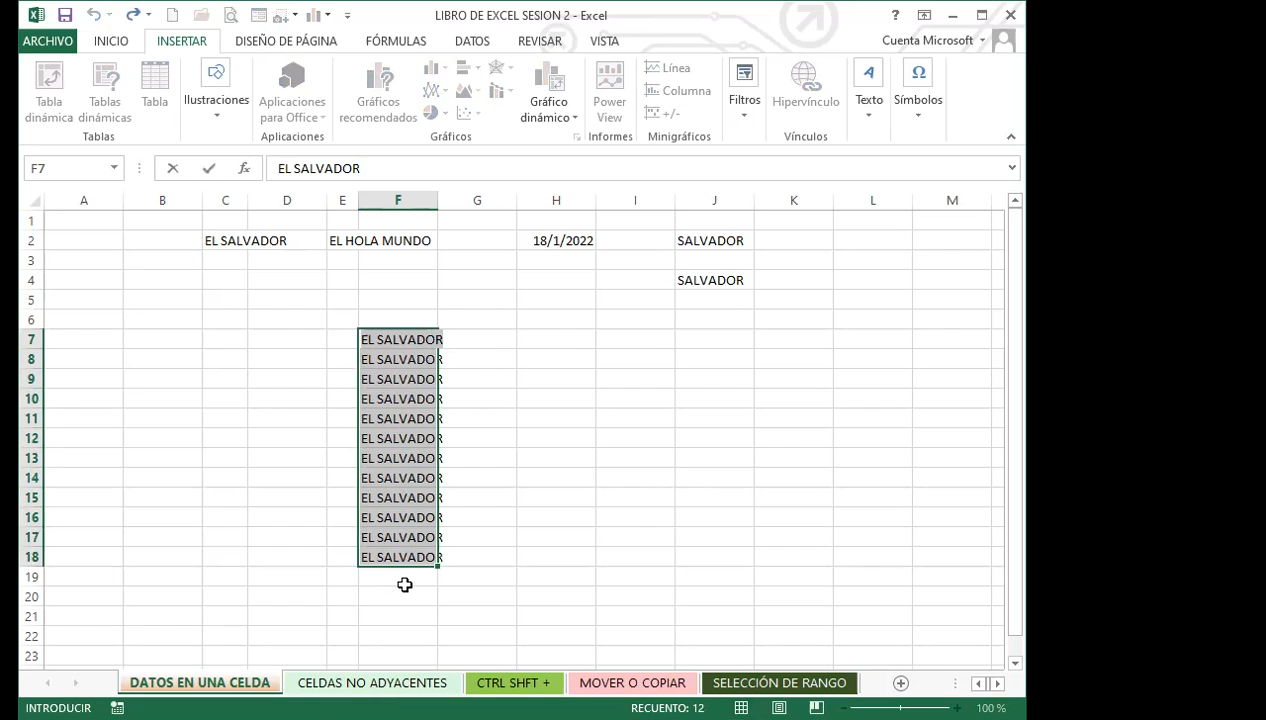 LIBRO DE EXCEL SESION 2 - Excel
?
ARCHIVO INICIO INSERTAR DISEÑO DE PÁGINA FÓRMULAS DATOS REVISAR VISTA Cuenta Microsoft
Tabla dinámica
Tablas dinámicas
Tabla
Ilustraciones
Aplicaciones para Office
Gráficos recomendados
Gráfico dinámico
Power View
Línea
Columna
+/-
Filtros
Hipervínculo
Texto
Símbolos
Tablas Aplicaciones Gráficos Informes Minigráficos Vínculos
F7 fx EL SALVADOR
A B C D E F G H I J K L M
1
2 EL SALVADOR EL HOLA MUNDO 18/1/2022 SALVADOR
3
4 SALVADOR
5
6
7 EL SALVADOR
8 EL SALVADOR
9 EL SALVADOR
10 EL SALVADOR
11 EL SALVADOR
12 EL SALVADOR
13 EL SALVADOR
14 EL SALVADOR
15 EL SALVADOR
16 EL SALVADOR
17 EL SALVADOR
18 EL SALVADOR
19
20
21
22
23
DATOS EN UNA CELDA CELDAS NO ADYACENTES CTRL SHFT + MOVER O COPIAR SELECCIÓN DE RANGO
INTRODUCIR RECUENTO: 12 100 %